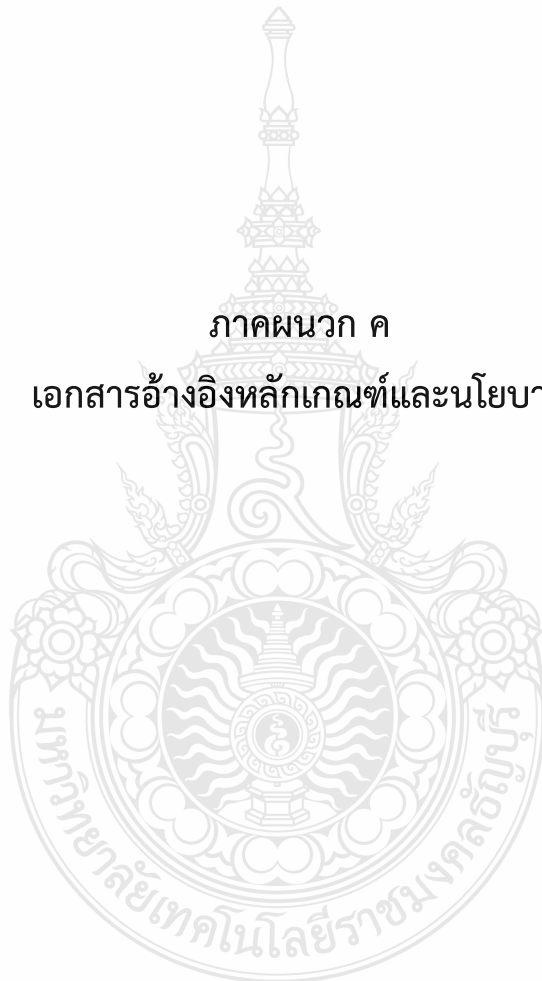 ภาคผนวก ค
เอกสารอ้างอิงหลักเกณฑ์และนโยบา
มหาวิทยาลัยเทคโนโลยีราชมงคลธัญบุรี